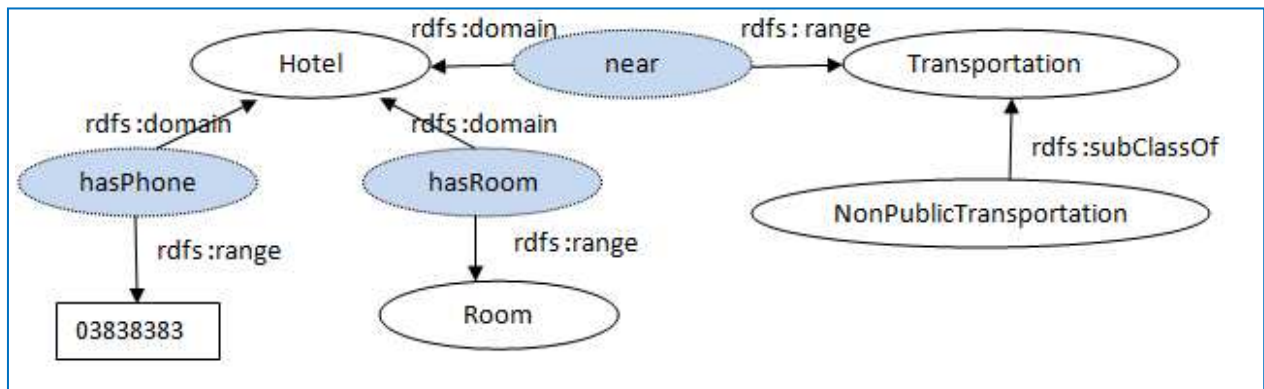 rdfs:domain
rdfs: range
Hotel
near
Transportation
rdfs:domain
rdfs:domain
rdfs:subClassOf
hasPhone
hasRoom
NonPublicTransportation
rdfs:range
rdfs:range
03838383
Room